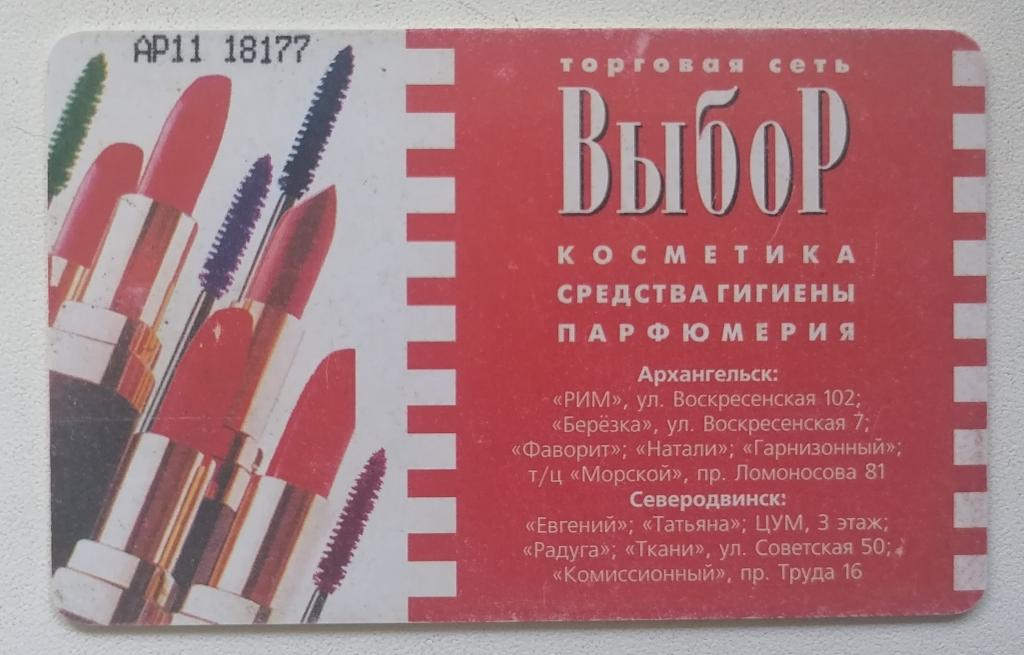 АР11 18177
торговая сеть
ВыбоР
КОСМЕТИКА
СРЕДСТВА ГИГИЕНЫ
ПАРФЮМЕРИЯ
Архангельск:
«РИМ», ул. Воскресенская 102;
«Берёзка», ул. Воскресенская 7;
«Фаворит»; «Натали»; «Гарнизонный»;
т/ц «Морской», пр. Ломоносова 81
Северодвинск:
«Евгений»; «Татьяна»; ЦУМ, 3 этаж;
«Радуга»; «Ткани», ул. Советская 50;
«Комиссионный», пр. Труда 16